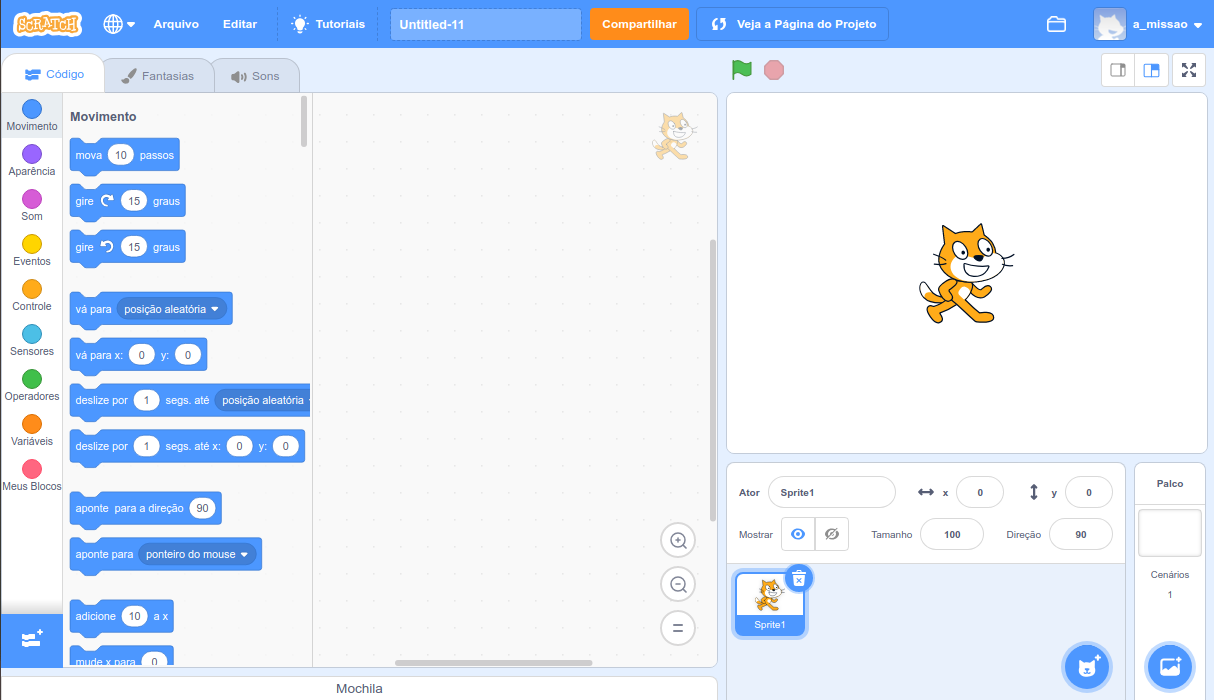 SCRATCH
Arquivo
Editar
Tutoriais
Untitled-11
Compartilhar
Veja a Página do Projeto
a_missao
Código
Fantasias
Sons
Movimento
Aparência
Som
Eventos
Controle
Sensores
Operadores
Variáveis
Meus Blocos
Movimento
mova 10 passos
gire 15 graus
gire 15 graus
vá para posição aleatória
vá para x: 0 y: 0
deslize por 1 segs. até posição aleatória
deslize por 1 segs. até x: 0 y: 0
aponte para a direção 90
aponte para ponteiro do mouse
adicione 10 a x
mude x para 0
Mochila
Ator Sprite1 x 0 y 0
Mostrar Tamanho 100 Direção 90
Sprite1
Palco
Cenários
1